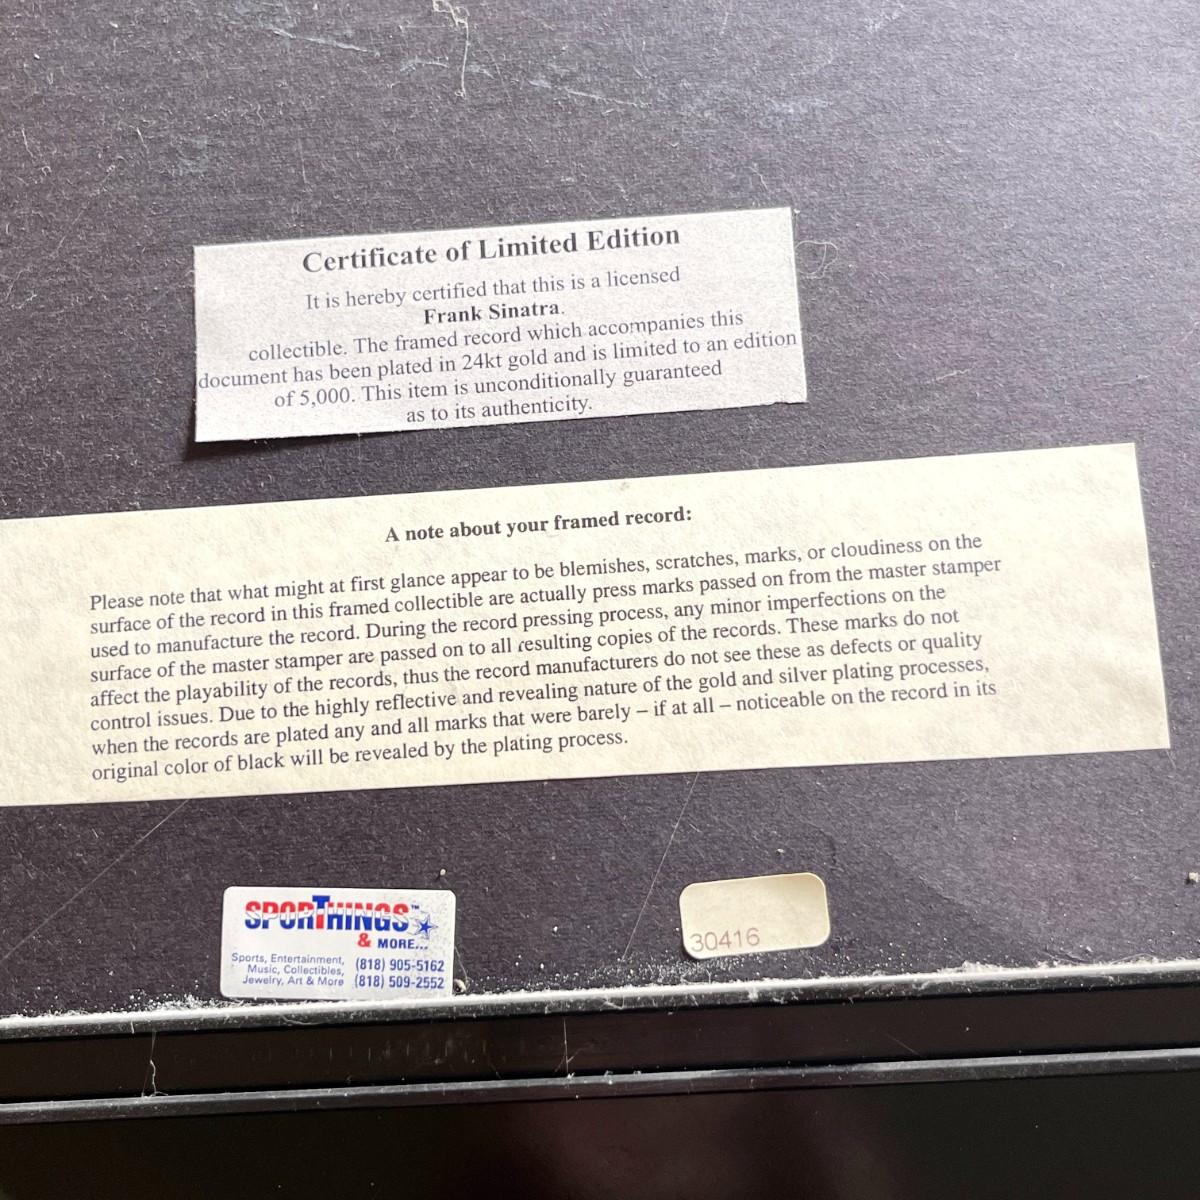 Certificate of Limited Edition
It is hereby certified that this is a licensed
Frank Sinatra.
collectible. The framed record which accompanies this
document has been plated in 24kt gold and is limited to an edition
of 5,000. This item is unconditionally guaranteed
as to its authenticity.
A note about your framed record:
Please note that what might at first glance appear to be blemishes, scratches, marks, or cloudiness on the
surface of the record in this framed collectible are actually press marks passed on from the master stamper
used to manufacture the record. During the record pressing process, any minor imperfections on the
surface of the master stamper are passed on to all resulting copies of the records. These marks do not
affect the playability of the records, thus the record manufacturers do not see these as defects or quality
control issues. Due to the highly reflective and revealing nature of the gold and silver plating processes,
when the records are plated any and all marks that were barely – if at all – noticeable on the record in its
original color of black will be revealed by the plating process.
SPORTHINGS™
& MORE...
Sports, Entertainment,
Music, Collectibles,
Jewelry, Art & More
(818) 905-5162
(818) 509-2552
30416